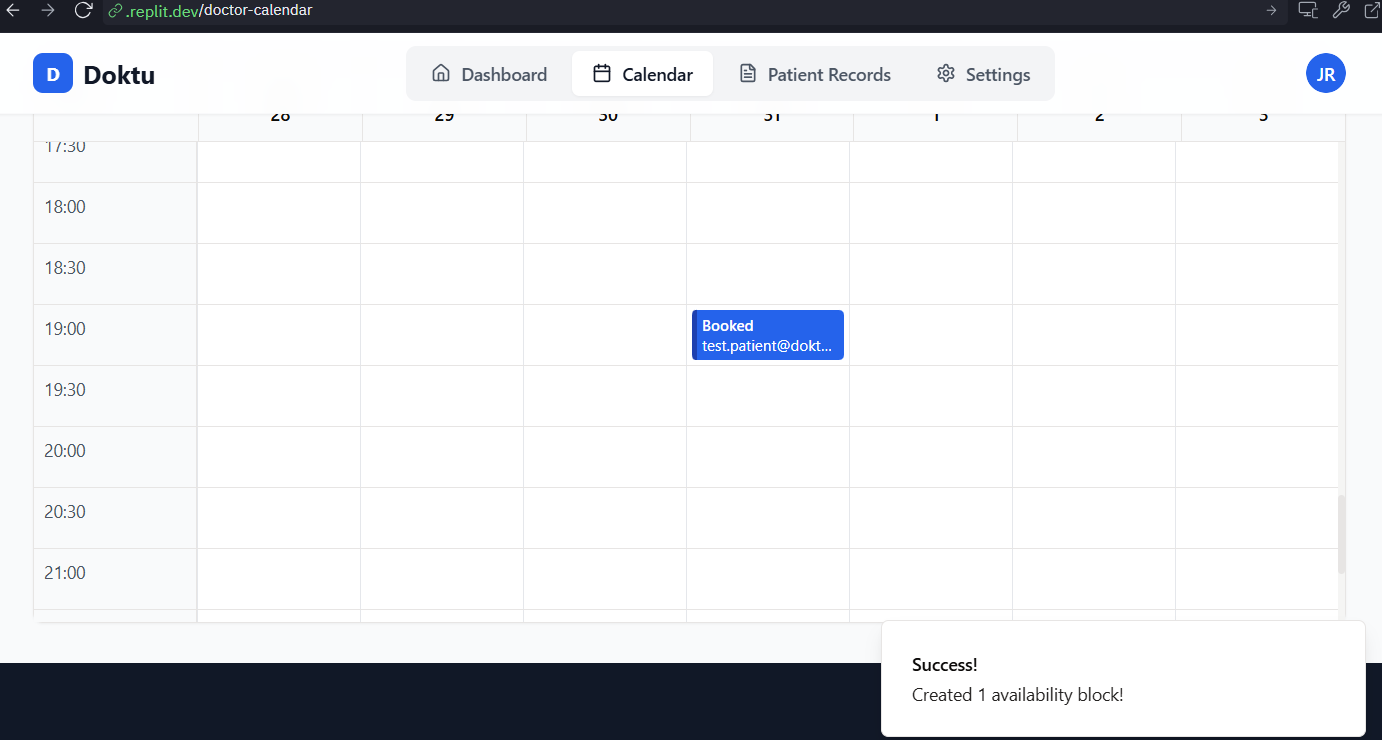 .replit.dev/doctor-calendar
D Doktu
Dashboard Calendar Patient Records Settings
JR
28 29 30 31 1 2 3
17:30
18:00
18:30
19:00
Booked
test.patient@dokt...
19:30
20:00
20:30
21:00
Success!
Created 1 availability block!